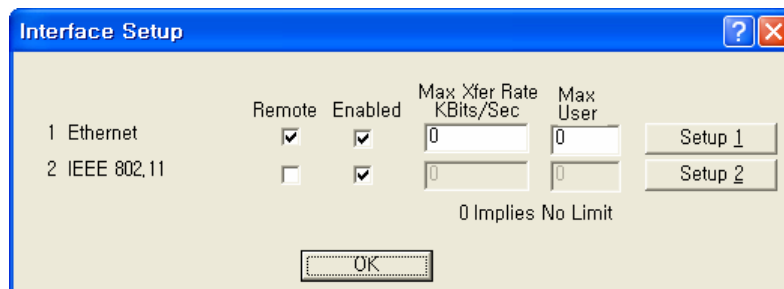 Interface Setup
Remote Enabled Max Xfer Rate KBits/Sec Max User
1 Ethernet 0 0 Setup 1
2 IEEE 802,11 0 0 Setup 2
0 Implies No Limit
OK